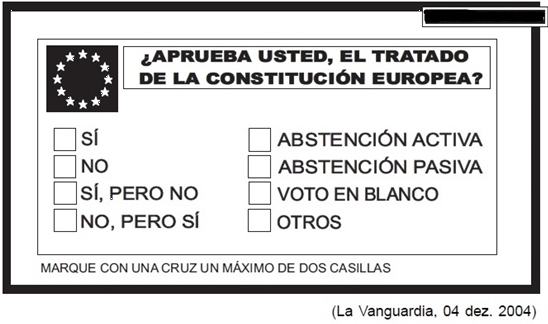 ¿APRUEBA USTED, EL TRATADO
DE LA CONSTITUCIÓN EUROPEA?
SÍ
NO
SÍ, PERO NO
NO, PERO SÍ
ABSTENCIÓN ACTIVA
ABSTENCIÓN PASIVA
VOTO EN BLANCO
OTROS
MARQUE CON UNA CRUZ UN MÁXIMO DE DOS CASILLAS
(La Vanguardia, 04 dez. 2004)